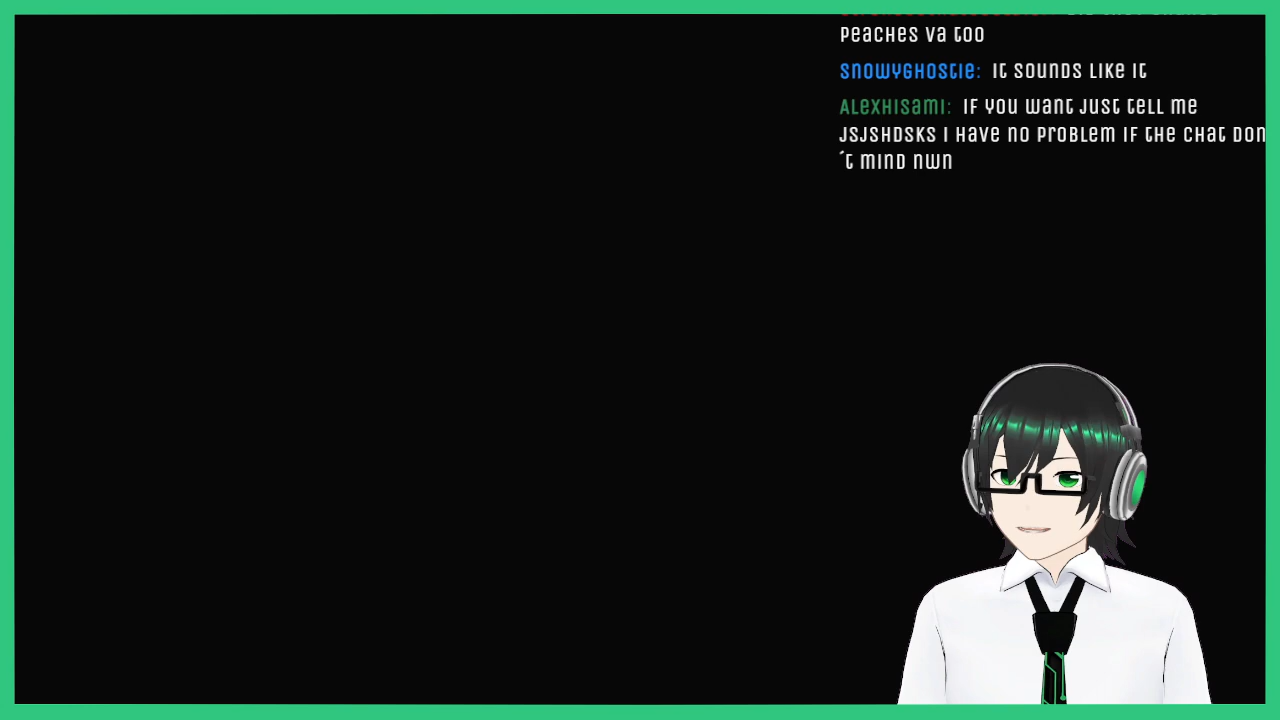 Peaches va too
SnowyGhostie: It sounds like it
AlexHisami: If you want just tell me
jsjshdsks I have no problem if the chat don
´t mind nwn